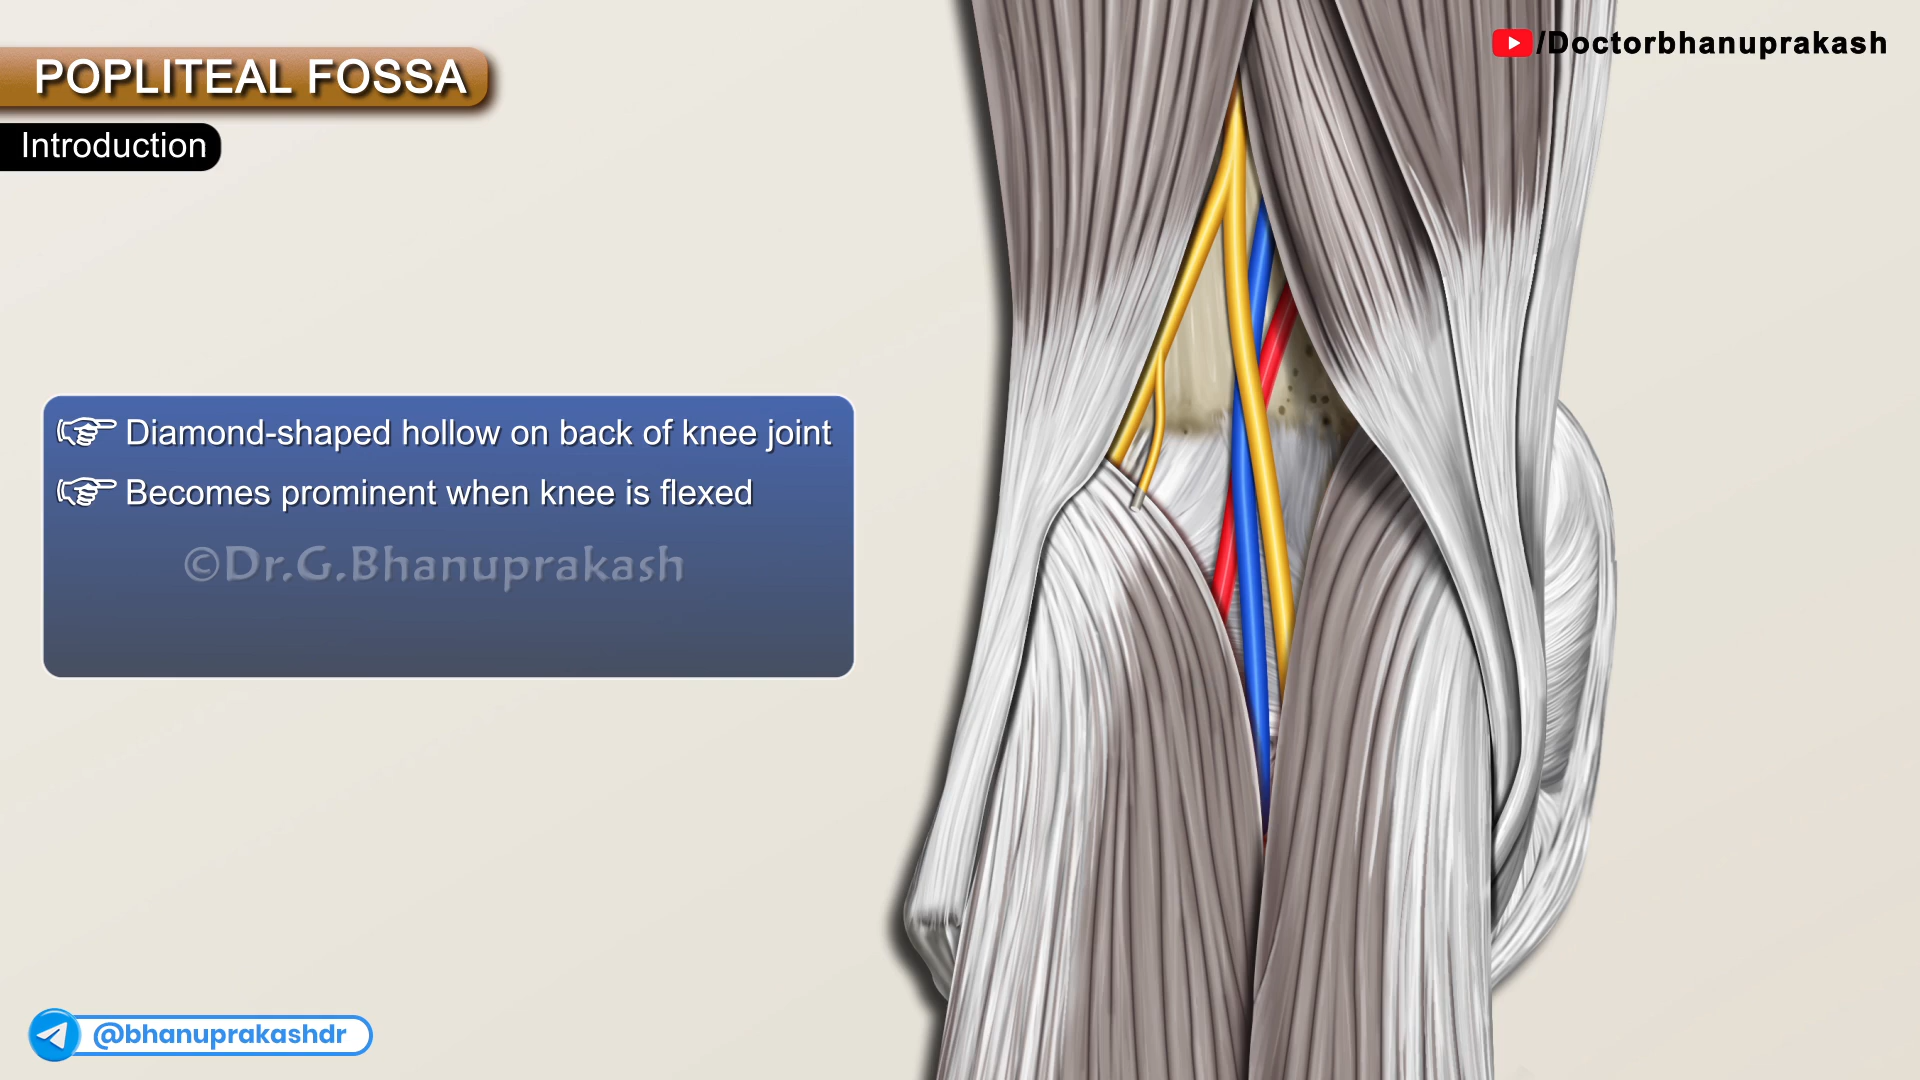 POPLITEAL FOSSA
/Doctorbhanuprakash
Introduction
Diamond-shaped hollow on back of knee joint
Becomes prominent when knee is flexed
©Dr.G.Bhanuprakash
@bhanuprakashdr